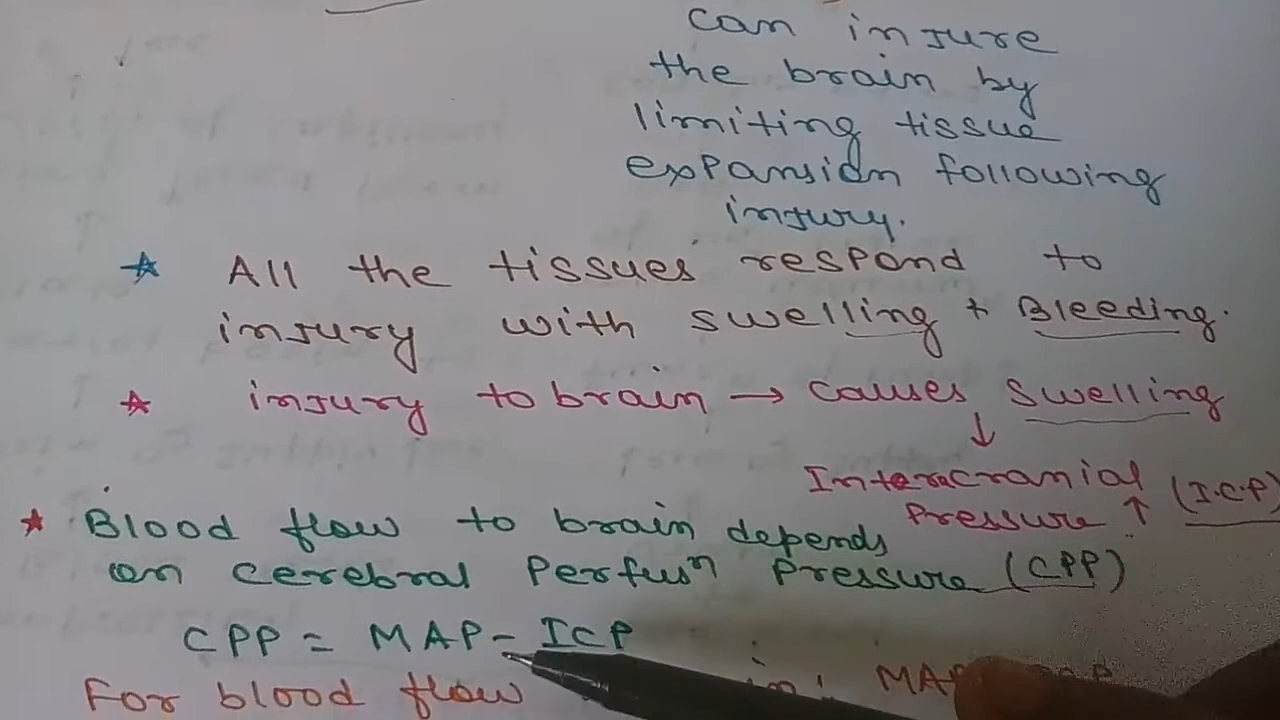 can injure
the brain by
limiting tissue
expansion following
injury.
All the tissues respond to
injury with swelling + Bleeding.
injury to brain → causes swelling
↓
Interacranial
Pressure ↑ (I.C.P)
Blood flow to brain depends
on cerebral Perfusⁿ Pressure (CPP)
CPP = MAP - ICP
For blood flow MAP